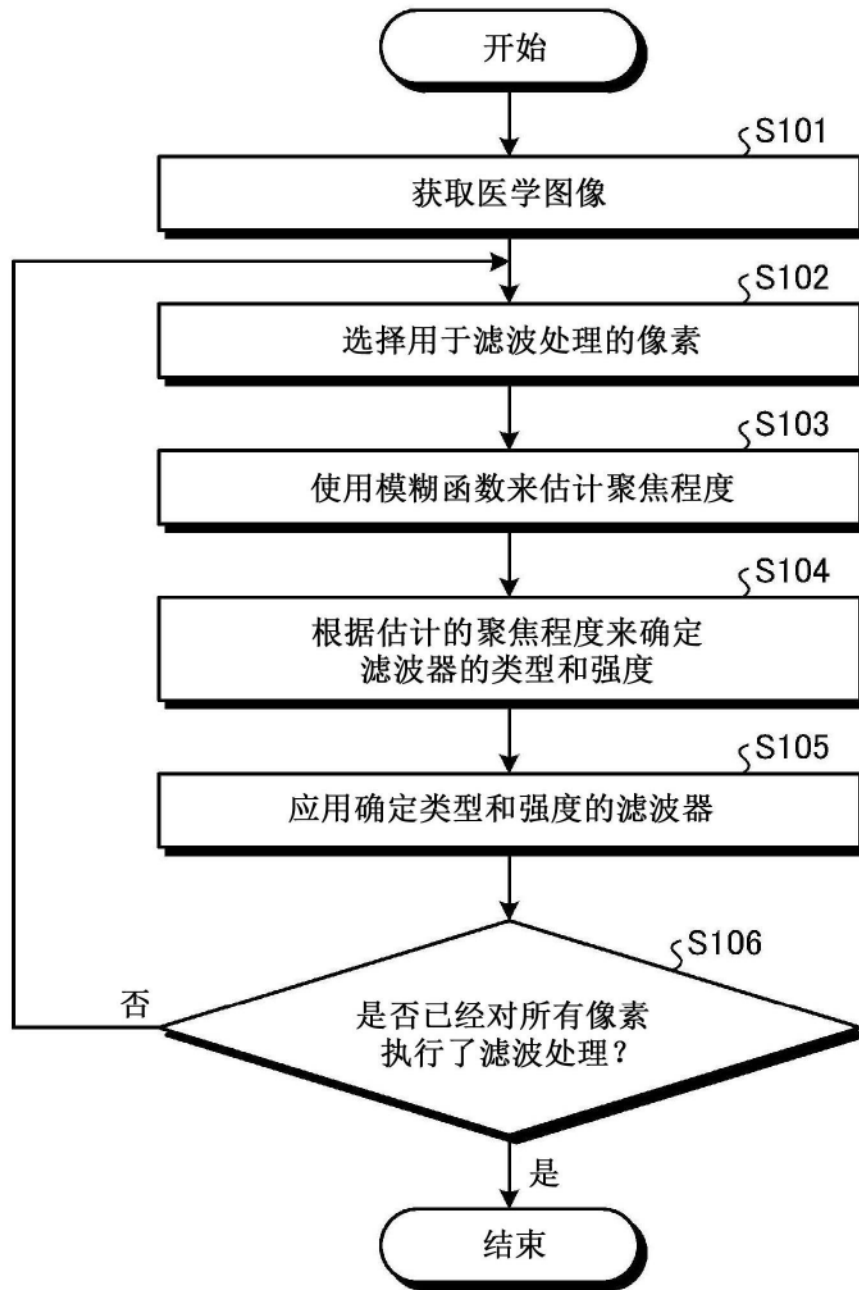 开始
S101
获取医学图像
S102
选择用于滤波处理的像素
S103
使用模糊函数来估计聚焦程度
S104
根据估计的聚焦程度来确定
滤波器的类型和强度
S105
应用确定类型和强度的滤波器
S106
是否已经对所有像素
执行了滤波处理？
否
是
结束